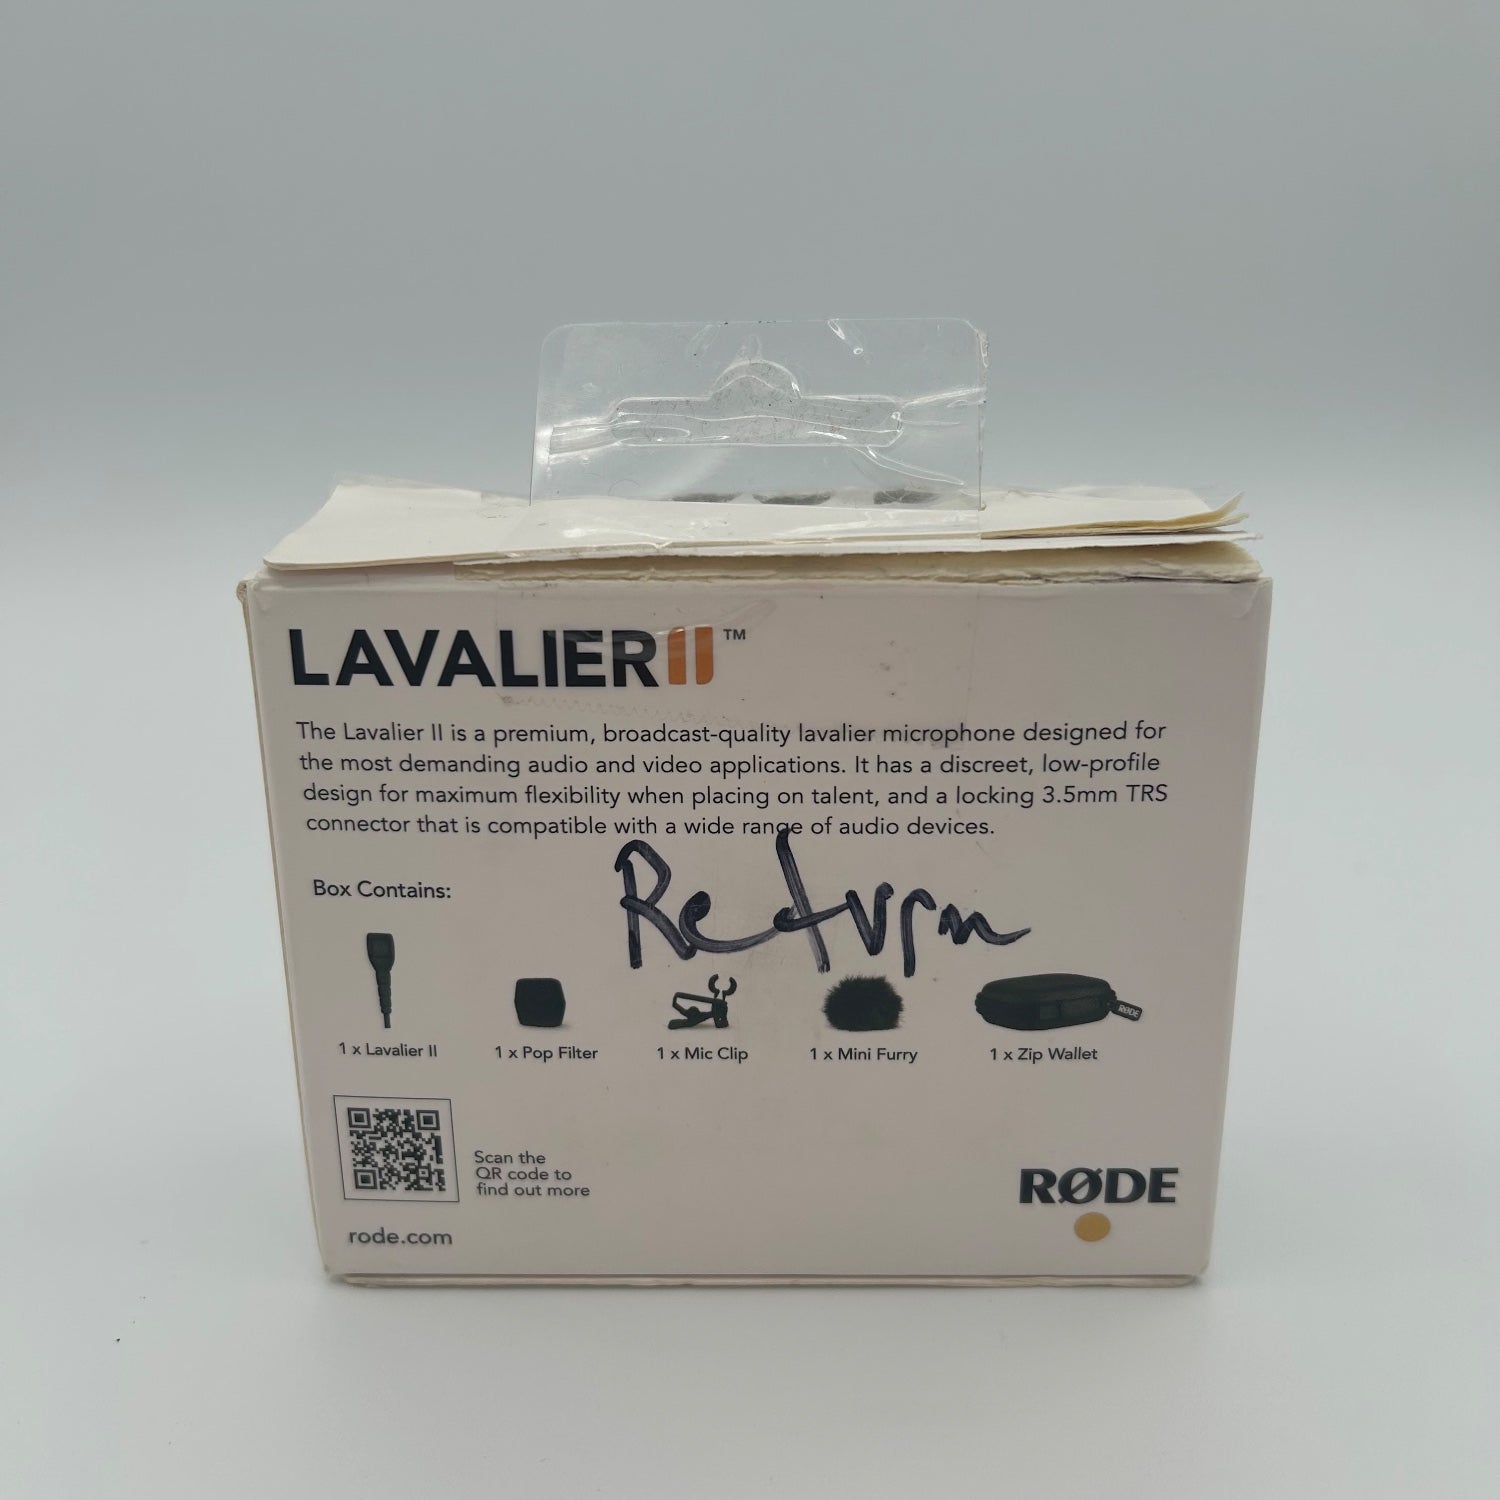 LAVALIER II™
The Lavalier II is a premium, broadcast-quality lavalier microphone designed for
the most demanding audio and video applications. It has a discreet, low-profile
design for maximum flexibility when placing on talent, and a locking 3.5mm TRS
connector that is compatible with a wide range of audio devices.
Return
Box Contains:
1 x Lavalier II
1 x Pop Filter
1 x Mic Clip
1 x Mini Furry
RØDE
1 x Zip Wallet
Scan the
QR code to
find out more
rode.com
RØDE